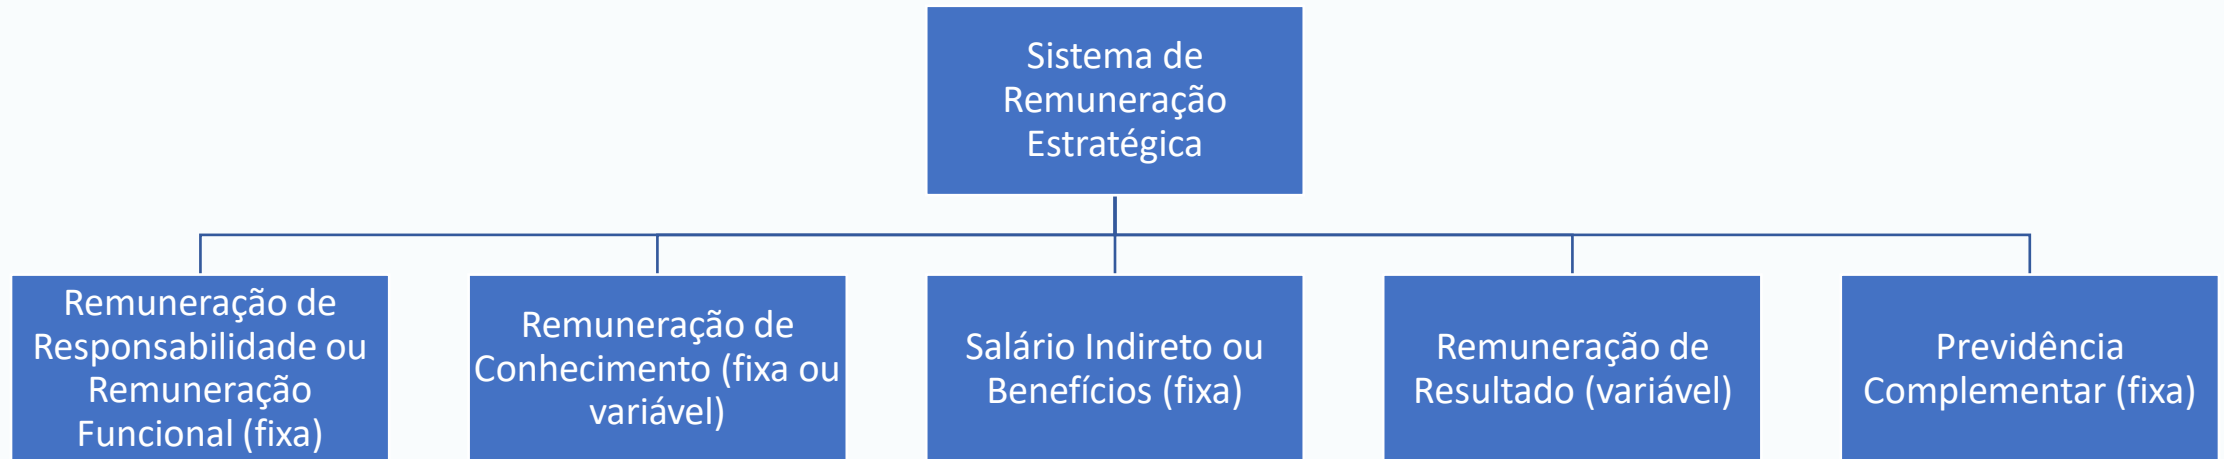 Sistema de
Remuneração
Estratégica
Remuneração de
Responsabilidade ou
Remuneração
Funcional (fixa)
Remuneração de
Conhecimento (fixa ou
variável)
Salário Indireto ou
Benefícios (fixa)
Remuneração de
Resultado (variável)
Previdência
Complementar (fixa)